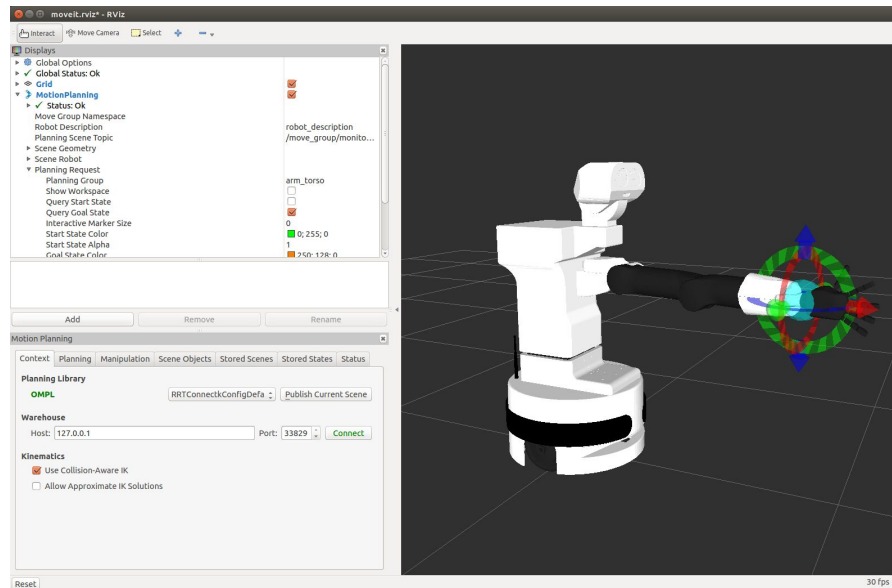 moveit.rviz* - RViz
Interact Move Camera Select
Displays
Global Options
Global Status: Ok
Grid
MotionPlanning
Status: Ok
Move Group Namespace
Robot Description robot_description
Planning Scene Topic /move_group/monito...
Scene Geometry
Scene Robot
Planning Request
Planning Group arm_torso
Show Workspace
Query Start State
Query Goal State
Interactive Marker Size 0
Start State Color 0; 255; 0
Start State Alpha 1
Goal State Color 250; 128; 0
Add Remove Rename
Motion Planning
Context Planning Manipulation Scene Objects Stored Scenes Stored States Status
Planning Library
OMPL RRTConnectkConfigDefa Publish Current Scene
Warehouse
Host: 127.0.0.1 Port: 33829 Connect
Kinematics
Use Collision-Aware IK
Allow Approximate IK Solutions
Reset 30 fps